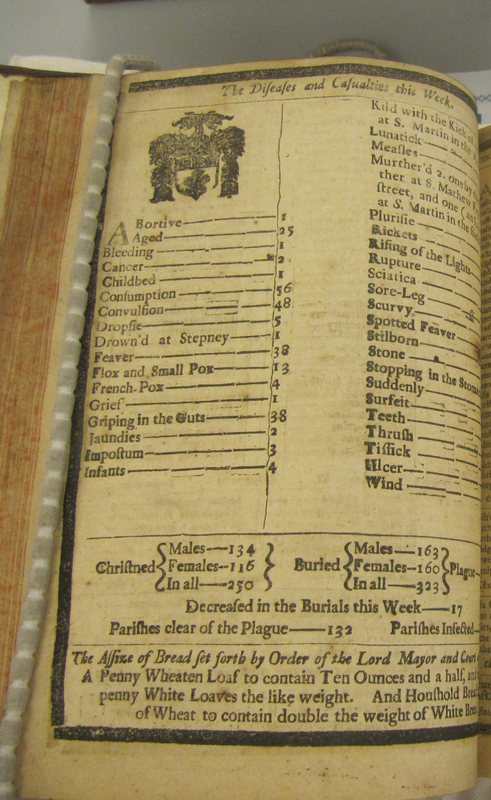 The Diſeaſes and Caſualties this Week.
ABortive 1
Aged 25
Bleeding 1
Cancer 2
Childbed 1
Conſumption 56
Convulſion 48
Dropſie 5
Drown'd at Stepney 1
Feaver 38
Flox and Small Pox 13
French-Pox 4
Grief 1
Griping in the Guts 38
Jaundies 2
Impoſtum 3
Infants 4
Kild with the Kick of
at S. Martin in the
Lunatick
Meaſles
Murther'd 2. one by
ther at S. Mathew
ſtreet, and one
at S. Martin in the
Pluriſie
Rickets
Riſing of the Lights
Rupture
Sciatica
Sore-Leg
Scurvy
Spotted Feaver
Stilborn
Stone
Stopping in the
Suddenly
Surfeit
Teeth
Thruſh
Tiſſick
Ulcer
Wind
Chriſtned { Males 134 Females 116 In all 250 } Buried { Males 163 Females 160 In all 323 } Plague
Decreaſed in the Burials this Week 17
Pariſhes clear of the Plague 132 Pariſhes Infected
The Aſſize of Bread ſet forth by Order of the Lord Mayor and Court
A Penny Wheaten Loaf to contain Ten Ounces and a half, and
penny White Loaves the like weight. And Houſhold
of Wheat to contain double the weight of White